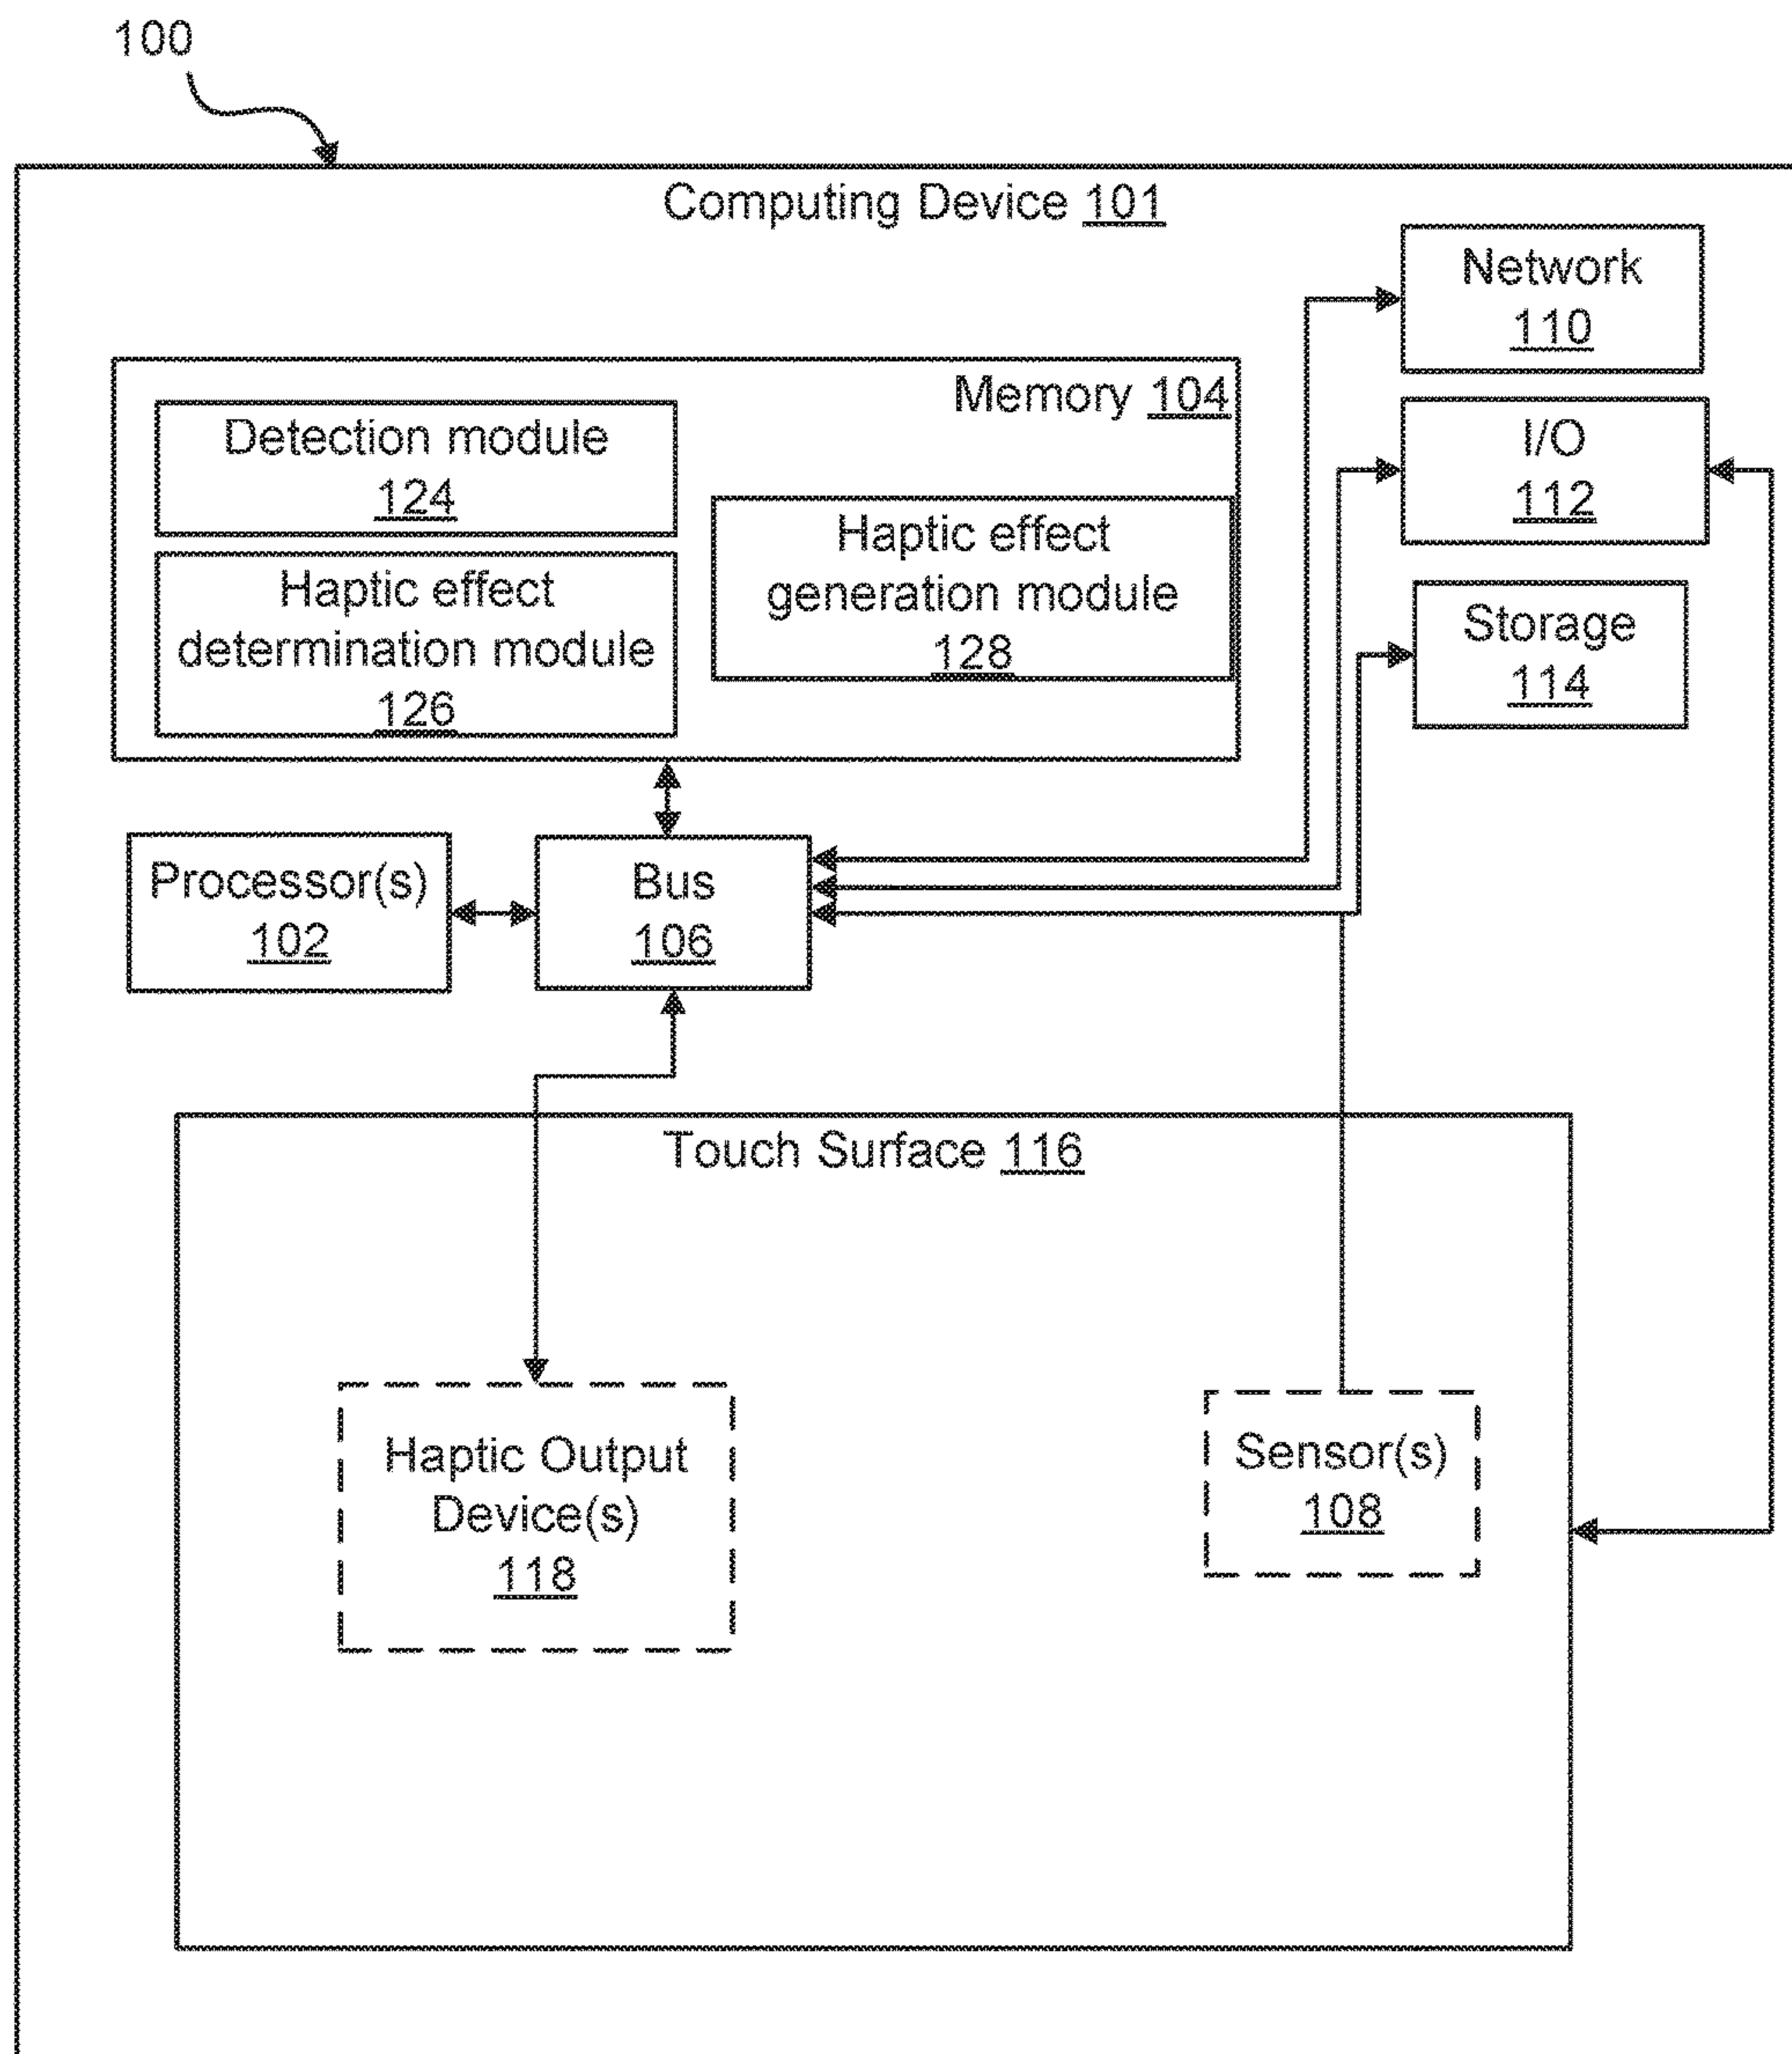 100
Computing Device 101
Network
110
Memory 104
Detection module
124
I/O
112
Haptic effect
generation module
128
Haptic effect
determination module
126
Storage
114
Processor(s)
102
Bus
106
Touch Surface 116
Haptic Output
Device(s)
118
Sensor(s)
108